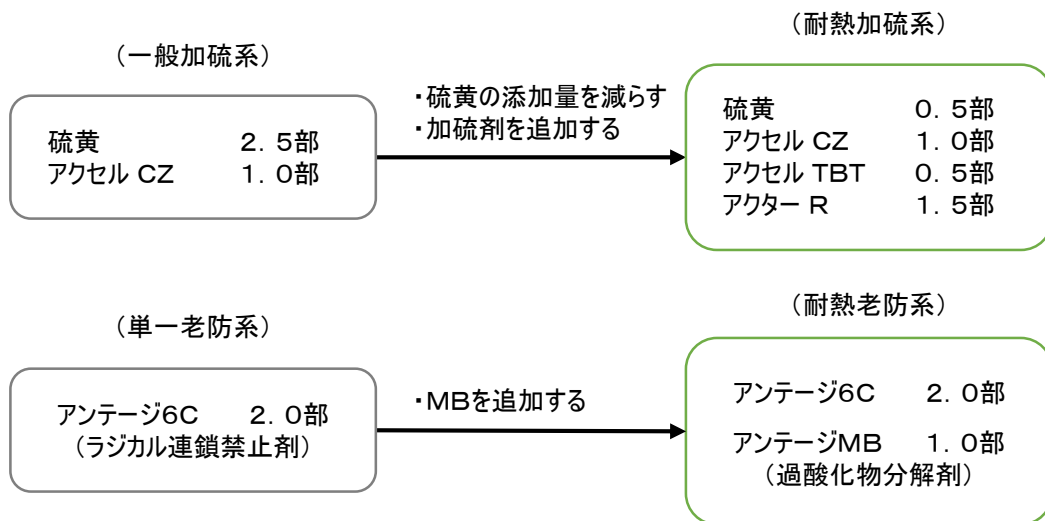 （一般加硫系）
硫黄　２．５部
アクセル CZ　１．０部
・硫黄の添加量を減らす
・加硫剤を追加する
（耐熱加硫系）
硫黄　０．５部
アクセル CZ　１．０部
アクセル TBT　０．５部
アクター R　１．５部
（単一老防系）
アンテージ６C　２．０部
（ラジカル連鎖禁止剤）
・MBを追加する
（耐熱老防系）
アンテージ６C　２．０部
アンテージMB　１．０部
（過酸化物分解剤）